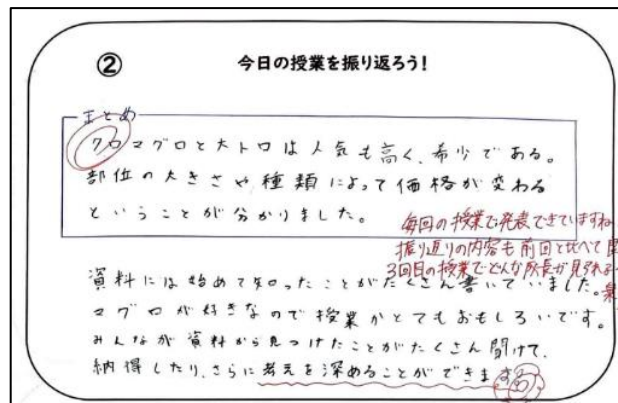 ②
今日の授業を振り返ろう!
まとめ
クロマグロと大トロは人気も高く、希少である。
部位の大きさや種類によって価格が変わる
ということが分かりました。
毎回の授業で発表できていますね
振り返りの内容も前回と比べて
3回目の授業でどんな成長が見られるか
資料には始めて知ったことがたくさん書いていました。
マグロが好きなので授業がとてもおもしろいです。
みんなが資料から見つけたことがたくさん聞けて、
納得したり、さらに考えを深めることができます。